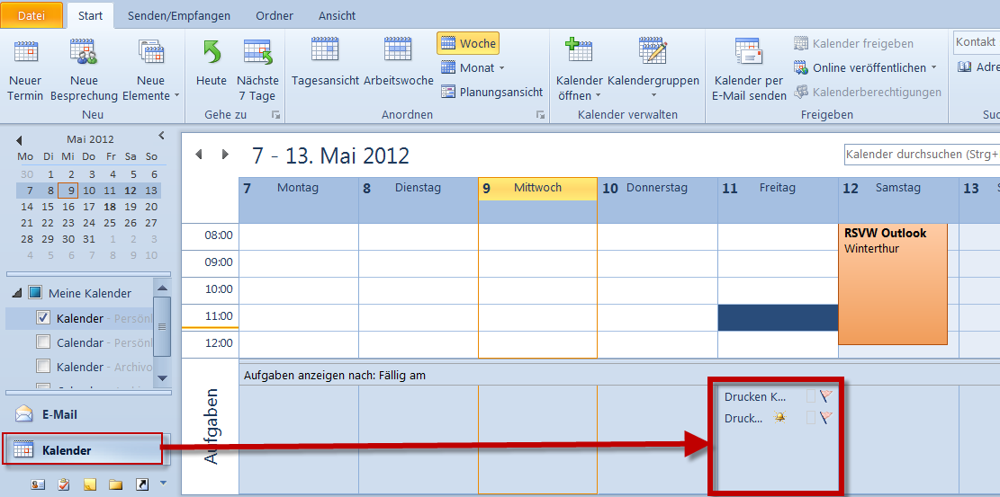 Datei Start Senden/Empfangen Ordner Ansicht
Neuer Termin
Neue Besprechung
Neue Elemente
Neu
Heute
Nächste 7 Tage
Gehe zu
Tagesansicht
Arbeitswoche
Woche
Monat
Planungsansicht
Anordnen
Kalender öffnen
Kalendergruppen
Kalender verwalten
Kalender per E-Mail senden
Kalender freigeben
Online veröffentlichen
Kalenderberechtigungen
Freigeben
Kontakt
Adre
Suc
Mai 2012
Mo Di Mi Do Fr Sa So
30 1 2 3 4 5 6
7 8 9 10 11 12 13
14 15 16 17 18 19 20
21 22 23 24 25 26 27
28 29 30 31 1 2 3
4 5 6 7 8 9 10
Meine Kalender
Kalender - Persönl
Calendar - Persönl
Kalender - Archivo
E-Mail
Kalender
7 - 13. Mai 2012
Kalender durchsuchen (Strg+
7 Montag
8 Dienstag
9 Mittwoch
10 Donnerstag
11 Freitag
12 Samstag
13
08:00
09:00
10:00
11:00
12:00
RSVW Outlook
Winterthur
Aufgaben anzeigen nach: Fällig am
Aufgaben
Drucken K...
Druck...